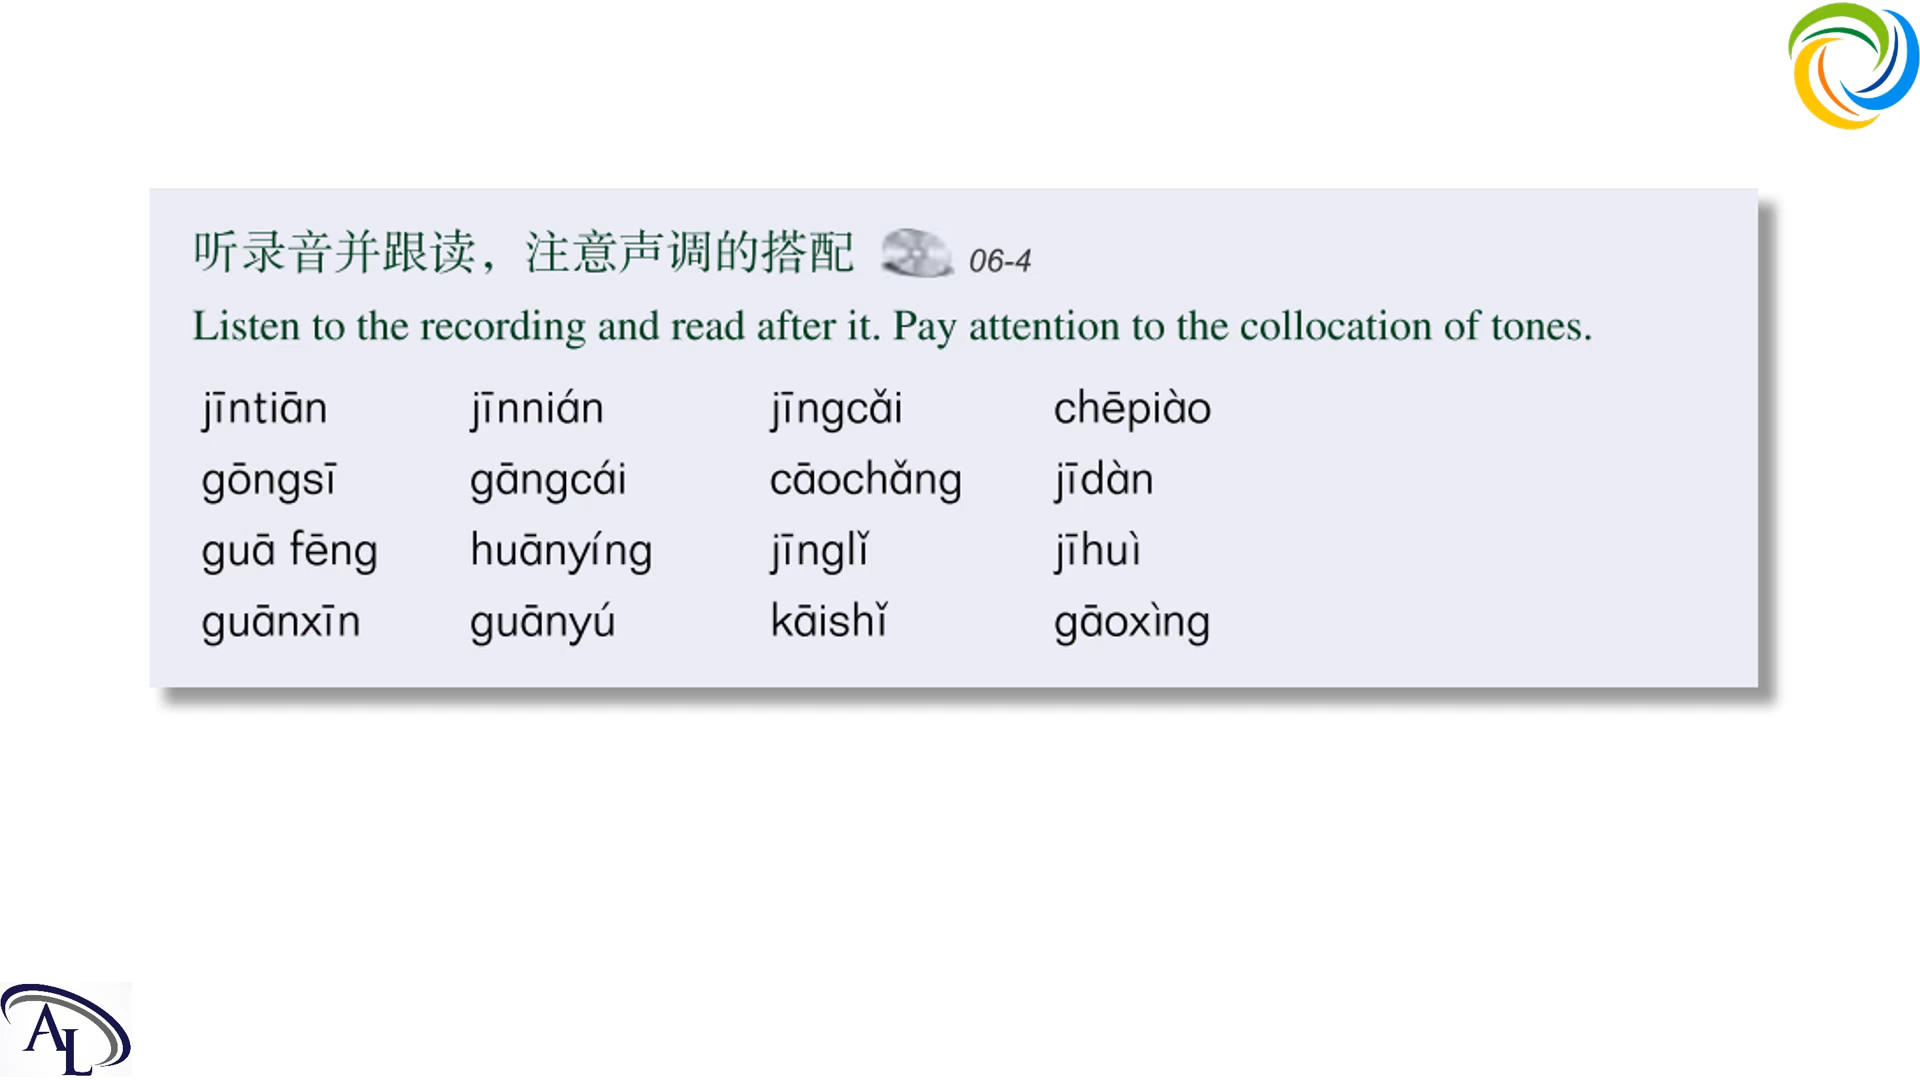 听录音并跟读，注意声调的搭配 06-4
Listen to the recording and read after it. Pay attention to the collocation of tones.
jīntiān jīnnián jīngcǎi chēpiào
gōngsī gāngcái cāochǎng jīdàn
guā fēng huānyíng jīnglǐ jīhuì
guānxīn guānyú kāishǐ gāoxìng
AL